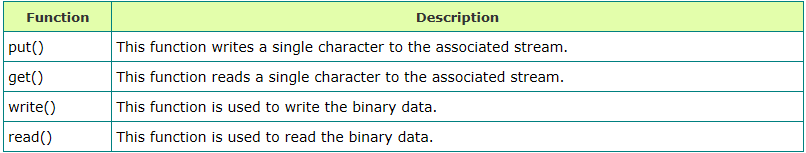 Function Description
put() This function writes a single character to the associated stream.
get() This function reads a single character to the associated stream.
write() This function is used to write the binary data.
read() This function is used to read the binary data.